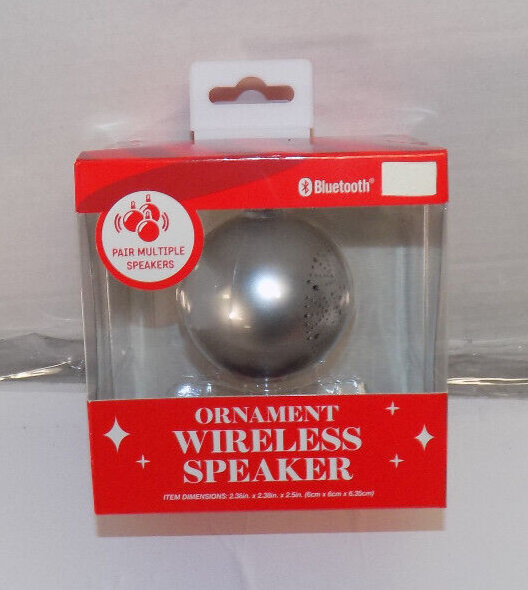 Bluetooth®
PAIR MULTIPLE
SPEAKERS
ORNAMENT
WIRELESS
SPEAKER
ITEM DIMENSIONS: 2.36in. x 2.36in. x 2.5in. (6cm x 6cm x 6.35cm)